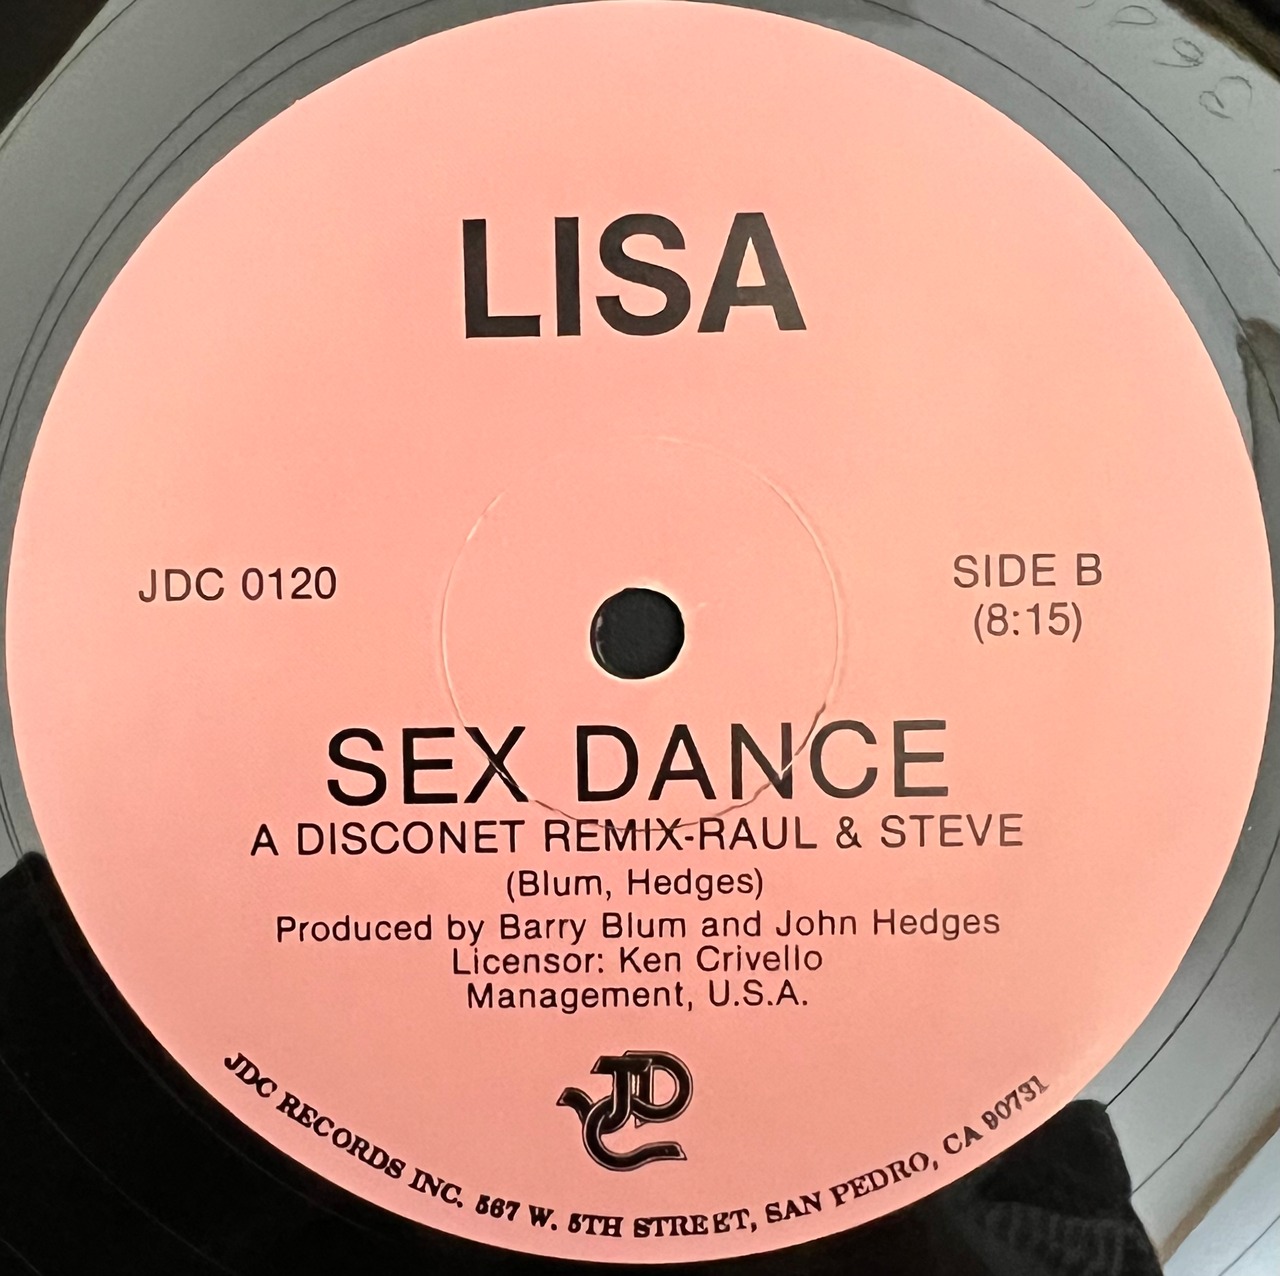 LISA
JDC 0120
SIDE B
(8:15)
SEX DANCE
A DISCONET REMIX-RAUL & STEVE
(Blum, Hedges)
Produced by Barry Blum and John Hedges
Licensor: Ken Crivello
Management, U.S.A.
JDC
JDC RECORDS INC. 567 W. 5TH STREET, SAN PEDRO, CA 90731